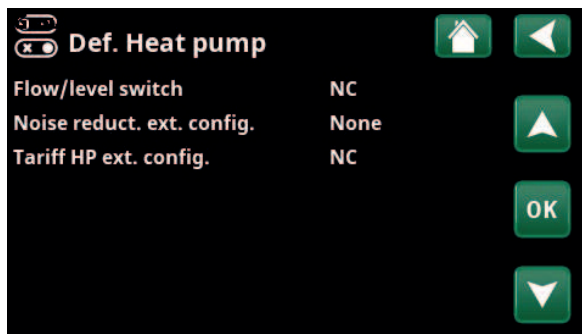 Def. Heat pump
Flow/level switch NC
Noise reduct. ext. config. None
Tariff HP ext. config. NC
OK